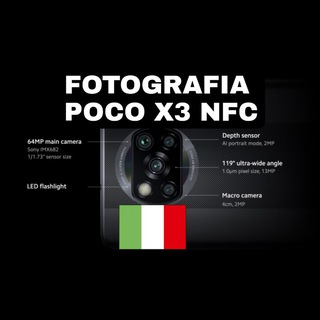 FOTOGRAFIA
POCO X3 NFC
64MP main camera
Sony IMX682
1/1.73" sensor size
LED flashlight
Depth sensor
AI portrait mode, 2MP
119° ultra-wide angle
1.0μm pixel size, 13MP
Macro camera
4cm, 2MP